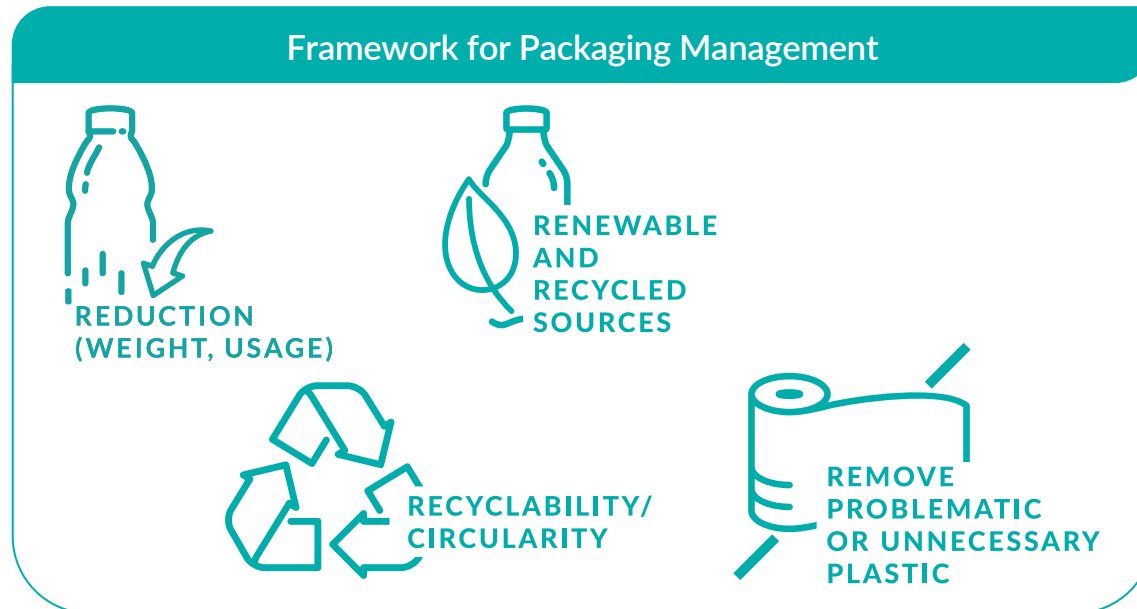 Framework for Packaging Management
REDUCTION
(WEIGHT, USAGE)
RENEWABLE
AND
RECYCLED
SOURCES
RECYCLABILITY/
CIRCULARITY
REMOVE
PROBLEMATIC
OR UNNECESSARY
PLASTIC